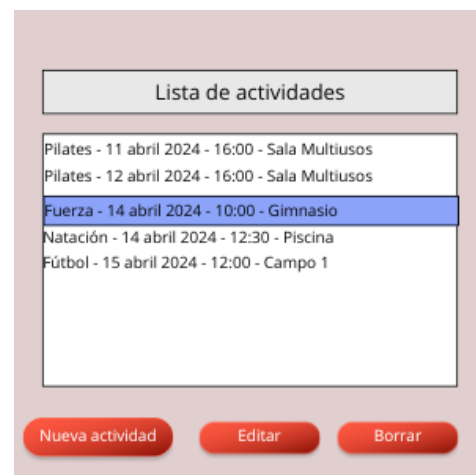 Lista de actividades
Pilates - 11 abril 2024 - 16:00 - Sala Multiusos
Pilates - 12 abril 2024 - 16:00 - Sala Multiusos
Fuerza - 14 abril 2024 - 10:00 - Gimnasio
Natación - 14 abril 2024 - 12:30 - Piscina
Fútbol - 15 abril 2024 - 12:00 - Campo 1
Nueva actividad
Editar
Borrar